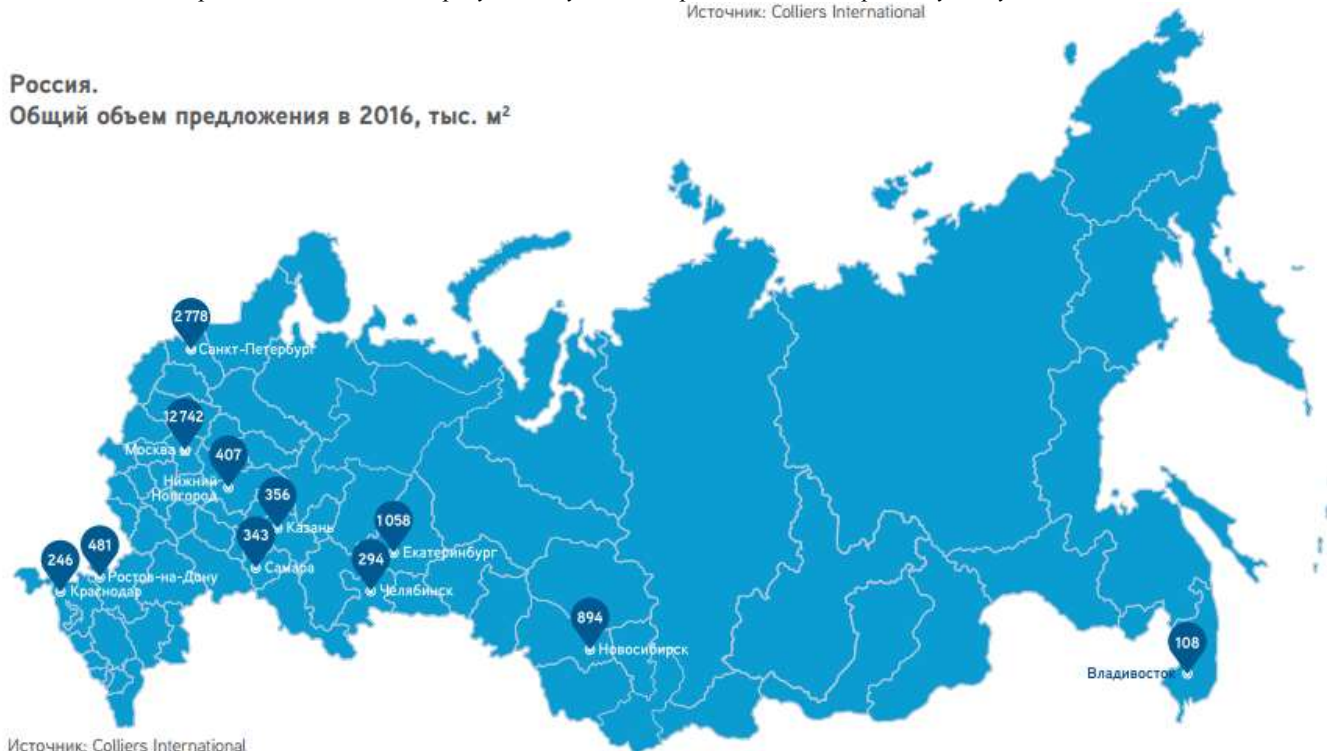 Источник: Colliers International
Россия.
Общий объем предложения в 2016, тыс. м²
2 778
Санкт-Петербург
12 742
Москва
407
Нижний
Новгород
356
Казань
343
Самара
1 058
Екатеринбург
294
Челябинск
481
Ростов-на-Дону
246
Краснодар
894
Новосибирск
108
Владивосток
Источник: Colliers International